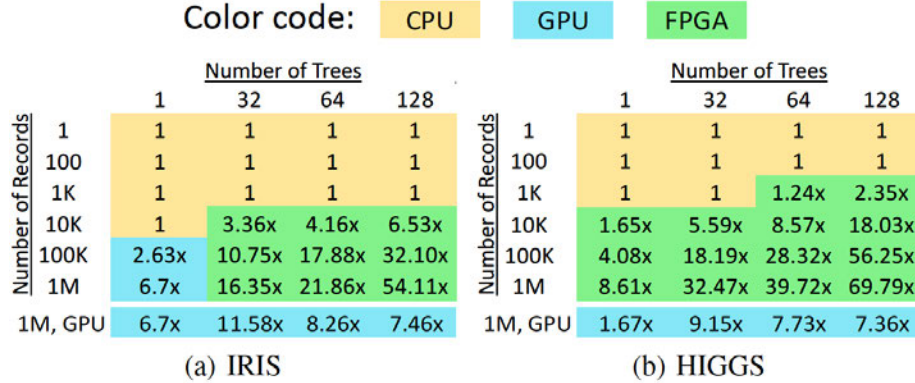 Color code: CPU GPU FPGA
Number of Trees
1 32 64 128
Number of Records
1 1 1 1 1
100 1 1 1 1
1K 1 1 1 1
10K 1 3.36x 4.16x 6.53x
100K 2.63x 10.75x 17.88x 32.10x
1M 6.7x 16.35x 21.86x 54.11x
1M, GPU 6.7x 11.58x 8.26x 7.46x
(a) IRIS
Number of Trees
1 32 64 128
Number of Records
1 1 1 1 1
100 1 1 1 1
1K 1 1 1.24x 2.35x
10K 1.65x 5.59x 8.57x 18.03x
100K 4.08x 18.19x 28.32x 56.25x
1M 8.61x 32.47x 39.72x 69.79x
1M, GPU 1.67x 9.15x 7.73x 7.36x
(b) HIGGS